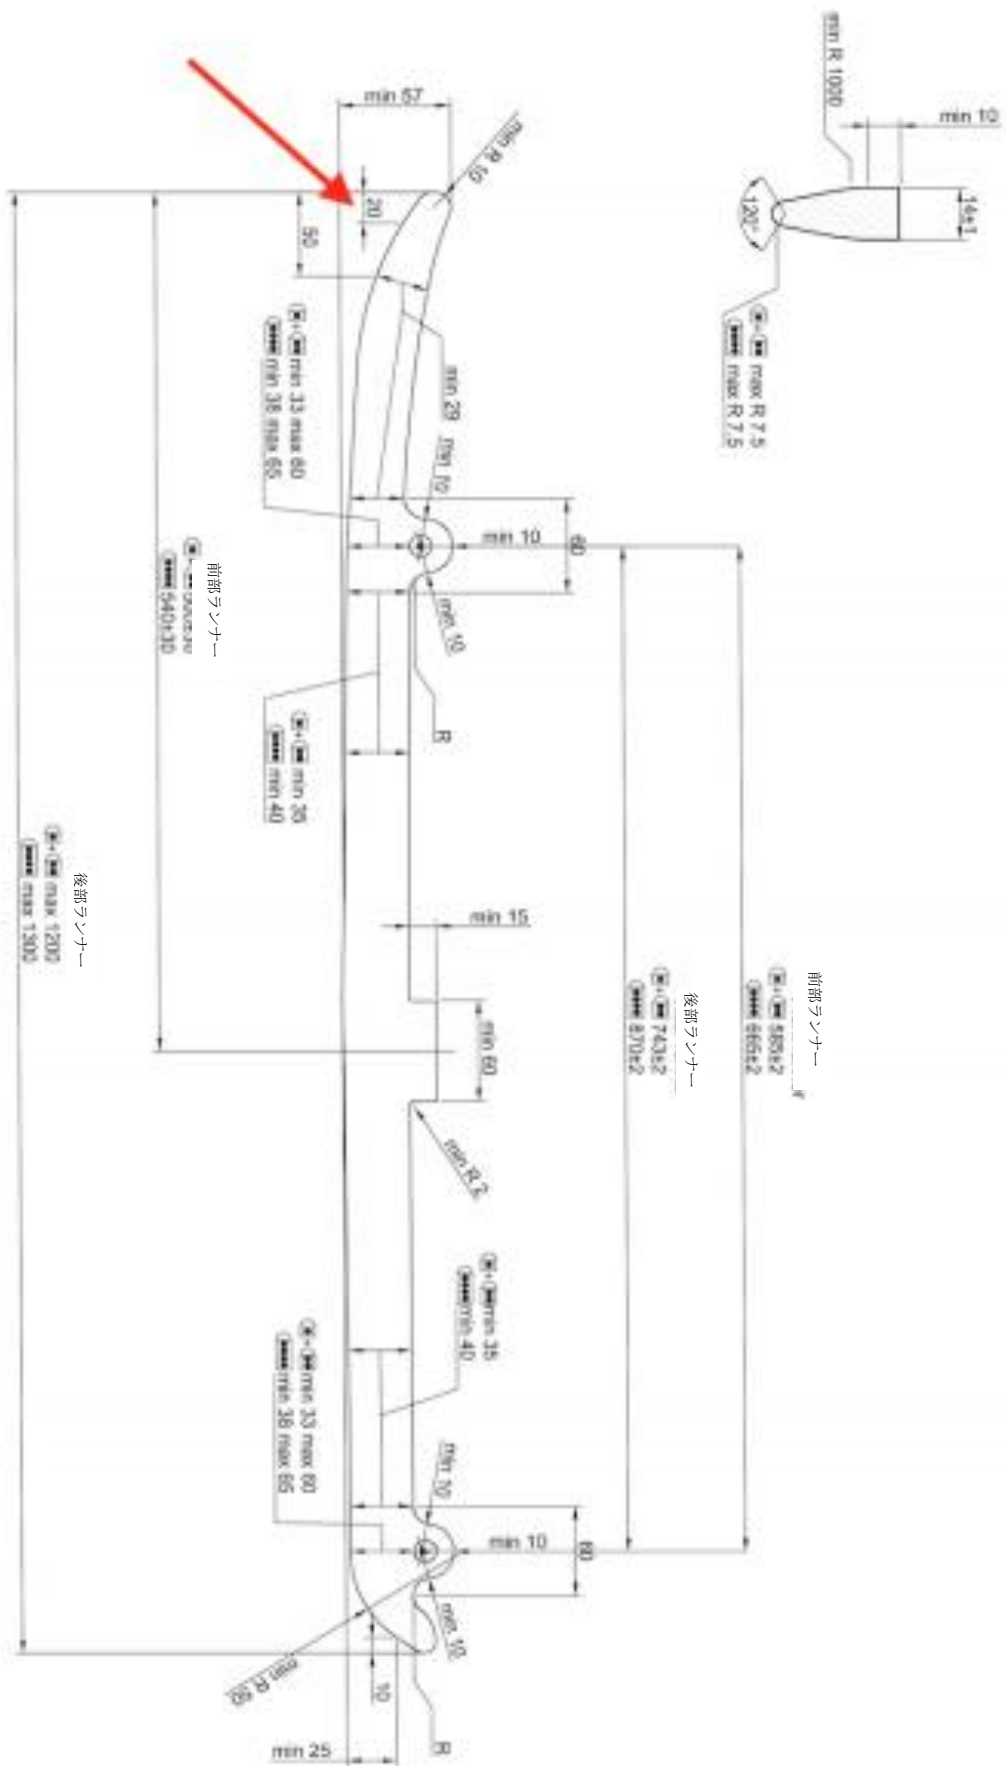 min R 1000
min 10
14±1
120°
max R 7.5
max R 7.5
min 57
min R 10
20
50
min 29
min 33 max 60
min 38 max 65
min 10
min 10
60
min 10
R
前部ランナー
540±30
min 35
min 40
後部ランナー
max 1200
max 1300
min 15
min 60
min R 2
前部ランナー
585±2
665±2
後部ランナー
743±2
870±2
min 35
min 40
min 33 max 60
min 38 max 65
min 10
min 10
60
min 10
10
min 25
R